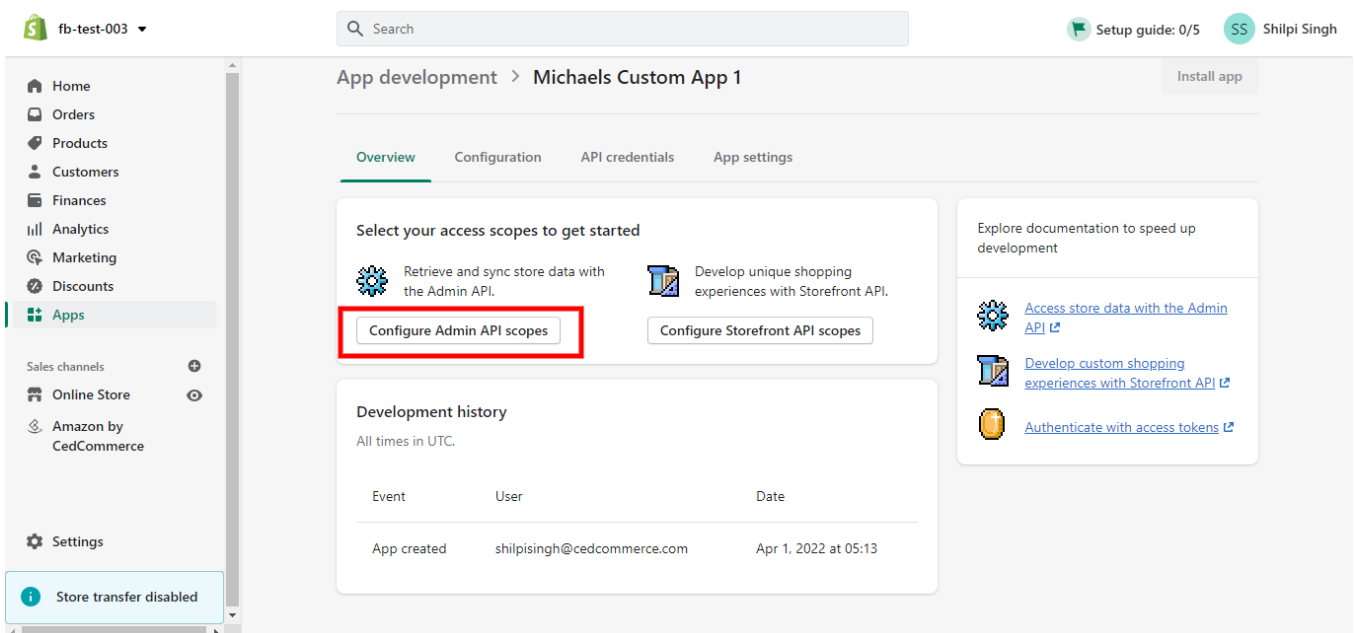 fb-test-003
Search
Setup guide: 0/5
SS
Shilpi Singh
Home
Orders
Products
Customers
Finances
Analytics
Marketing
Discounts
Apps
Sales channels
Online Store
Amazon by
CedCommerce
Settings
Store transfer disabled
App development > Michaels Custom App 1
Install app
Overview
Configuration
API credentials
App settings
Select your access scopes to get started
Retrieve and sync store data with
the Admin API.
Configure Admin API scopes
Develop unique shopping
experiences with Storefront API.
Configure Storefront API scopes
Development history
All times in UTC.
Event User Date
App created shilpisingh@cedcommerce.com Apr 1, 2022 at 05:13
Explore documentation to speed up
development
Access store data with the Admin
API
Develop custom shopping
experiences with Storefront API
Authenticate with access tokens